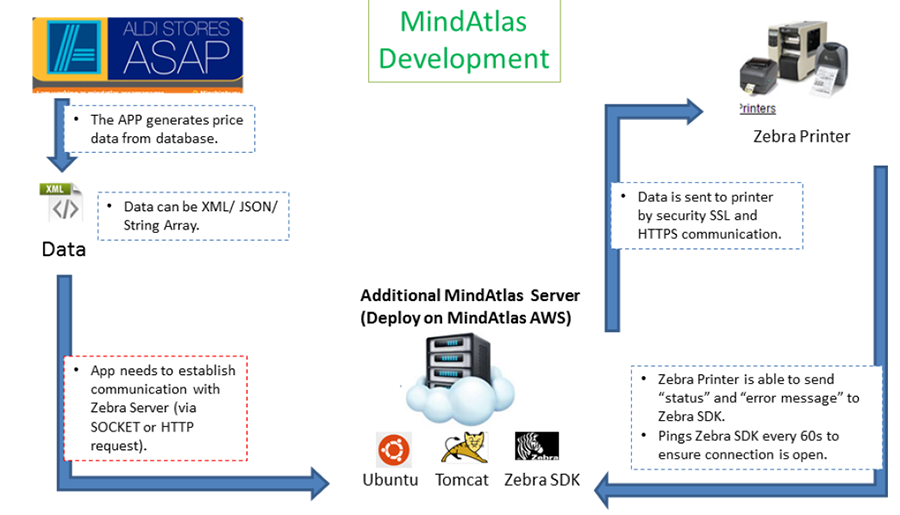 MindAtlas
Development
ALDI STORES
ASAP
• The APP generates price
data from database.
XML
• Data can be XML/ JSON/
String Array.
Data
• App needs to establish
communication with
Zebra Server (via
SOCKET or HTTP
request).
Additional MindAtlas Server
(Deploy on MindAtlas AWS)
Zebra
Ubuntu Tomcat Zebra SDK
Printers
Zebra Printer
• Data is sent to printer
by security SSL and
HTTPS communication.
• Zebra Printer is able to send
“status” and “error message” to
Zebra SDK.
• Pings Zebra SDK every 60s to
ensure connection is open.